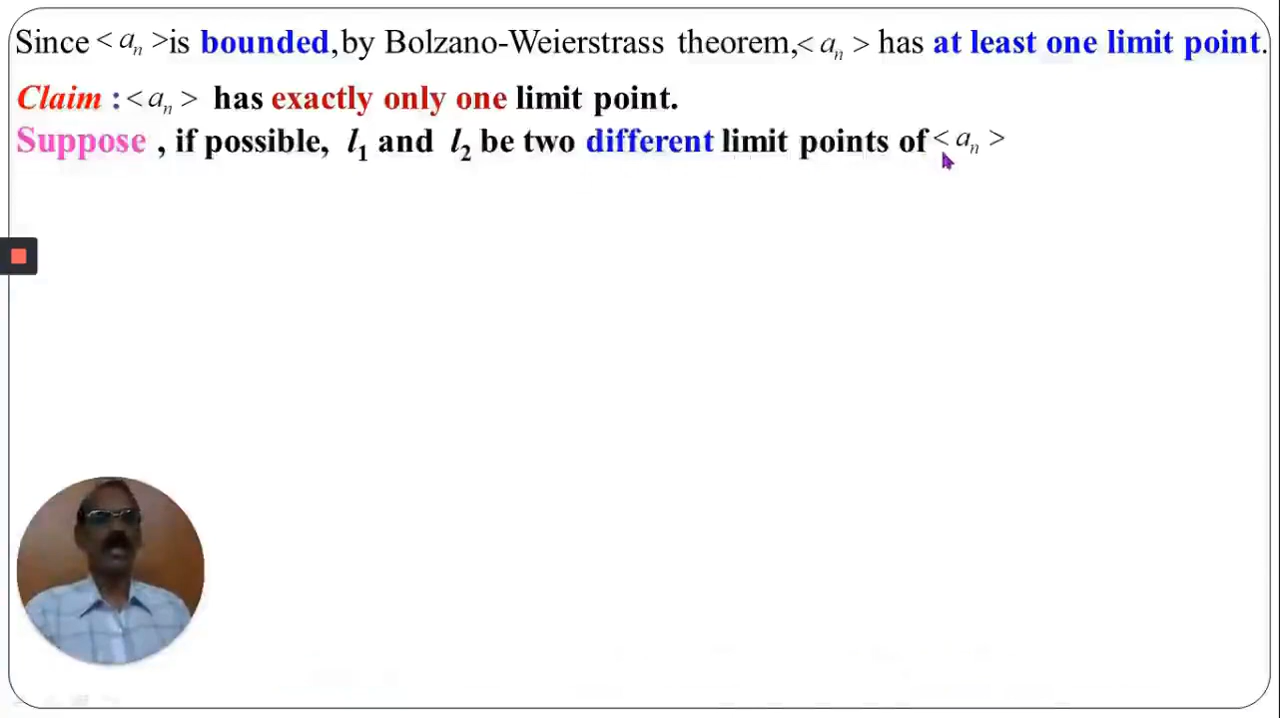 Since < aₙ > is bounded, by Bolzano-Weierstrass theorem, < aₙ > has at least one limit point.
Claim : < aₙ > has exactly only one limit point.
Suppose , if possible, l₁ and l₂ be two different limit points of < aₙ >